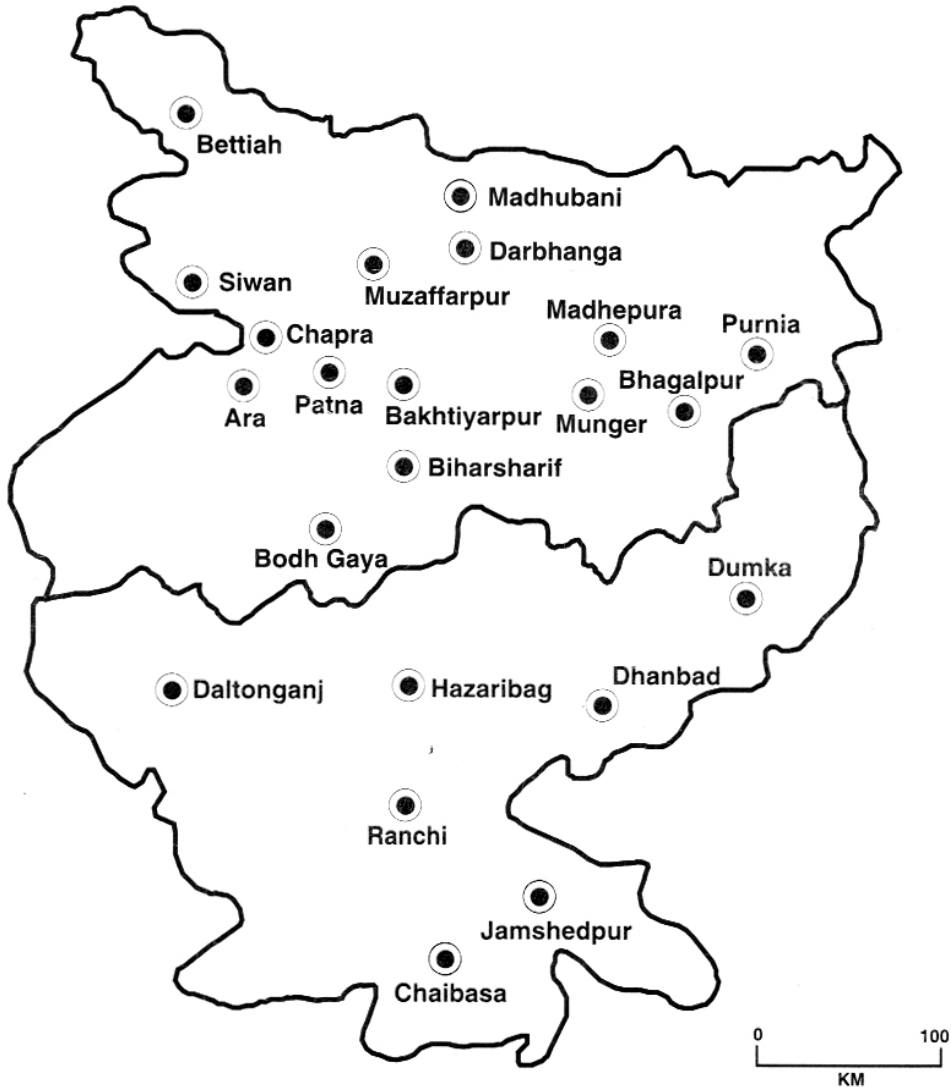 Bettiah
Madhubani
Darbhanga
Siwan
Muzaffarpur
Madhepura
Chapra
Purnia
Bhagalpur
Ara
Patna
Bakhtiyarpur
Munger
Biharsharif
Bodh Gaya
Dumka
Daltonganj
Hazaribag
Dhanbad
Ranchi
Jamshedpur
Chaibasa
0 100
KM